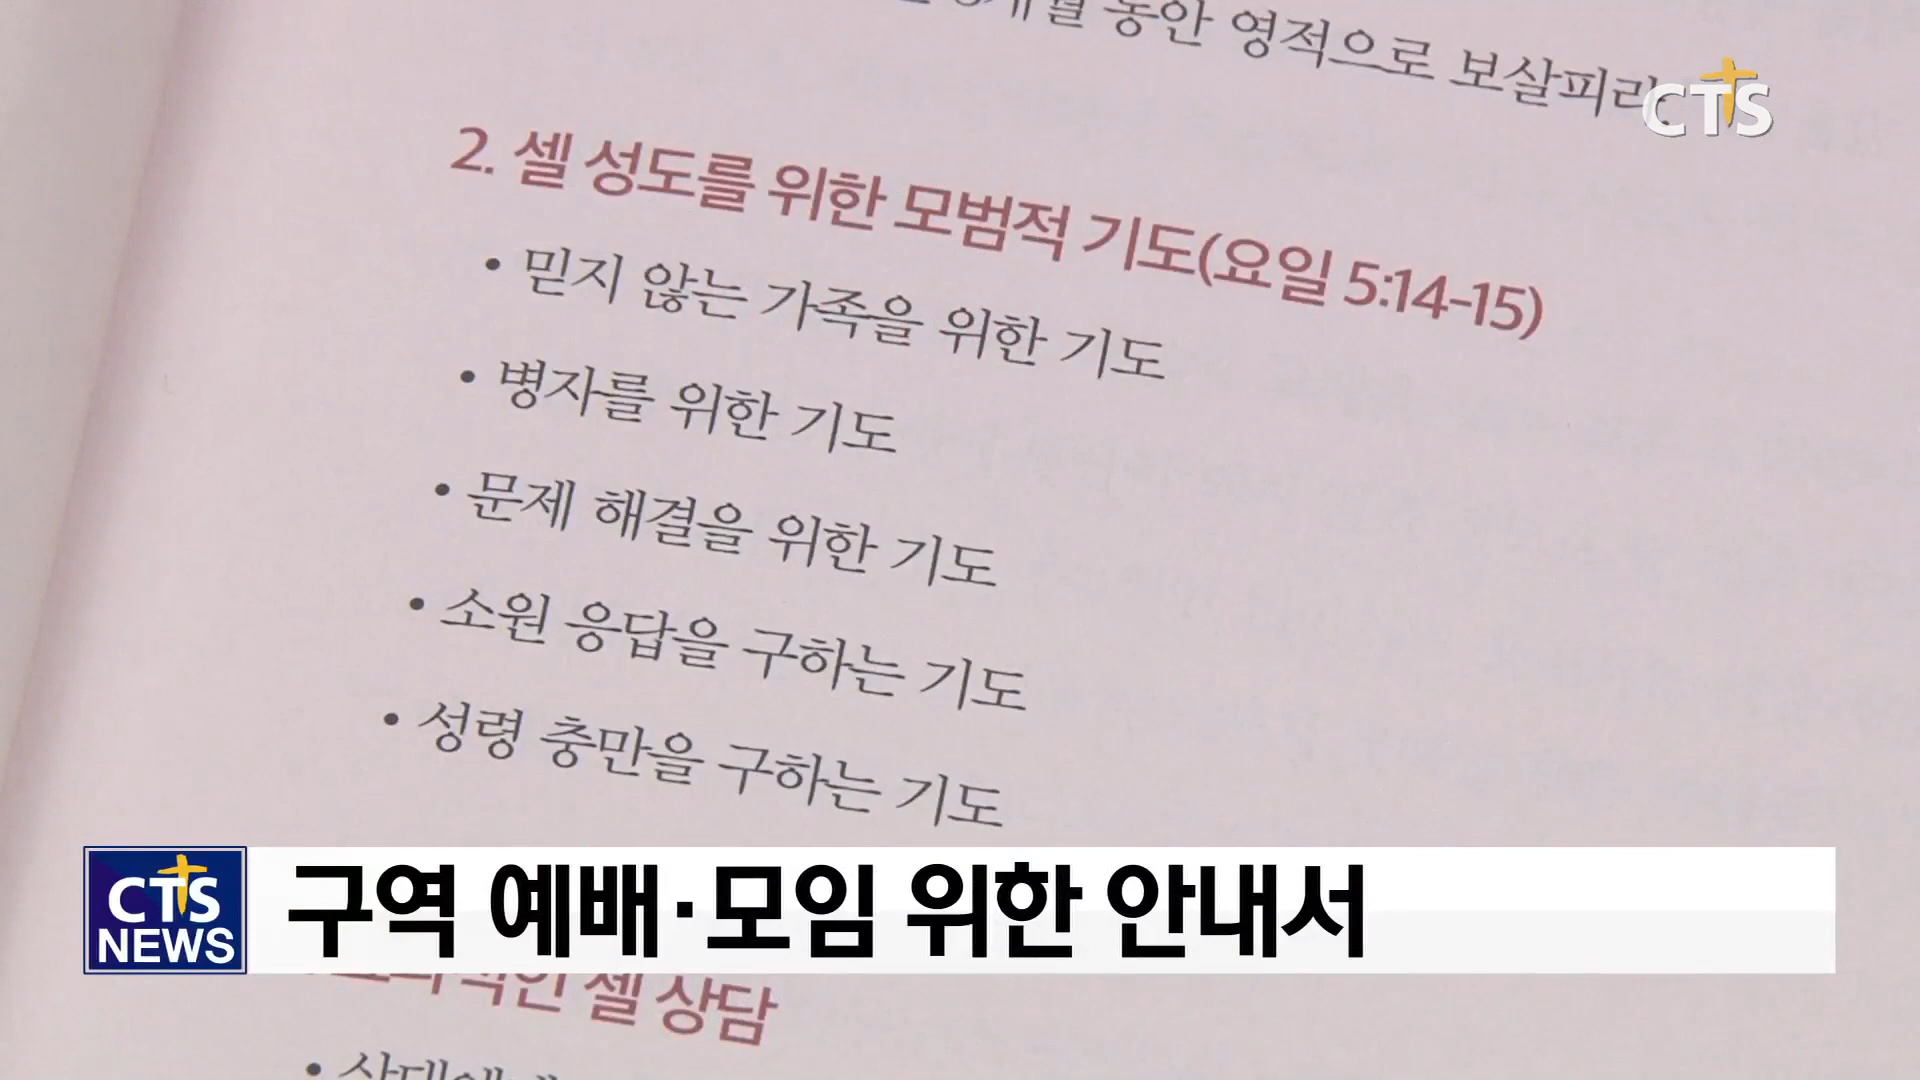 동안 영적으로 보살피라
CTS
2. 셀 성도를 위한 모범적 기도(요일 5:14-15)
• 믿지 않는 가족을 위한 기도
• 병자를 위한 기도
• 문제 해결을 위한 기도
• 소원 응답을 구하는 기도
• 성령 충만을 구하는 기도
CTS
NEWS
구역 예배·모임 위한 안내서
셀 상담